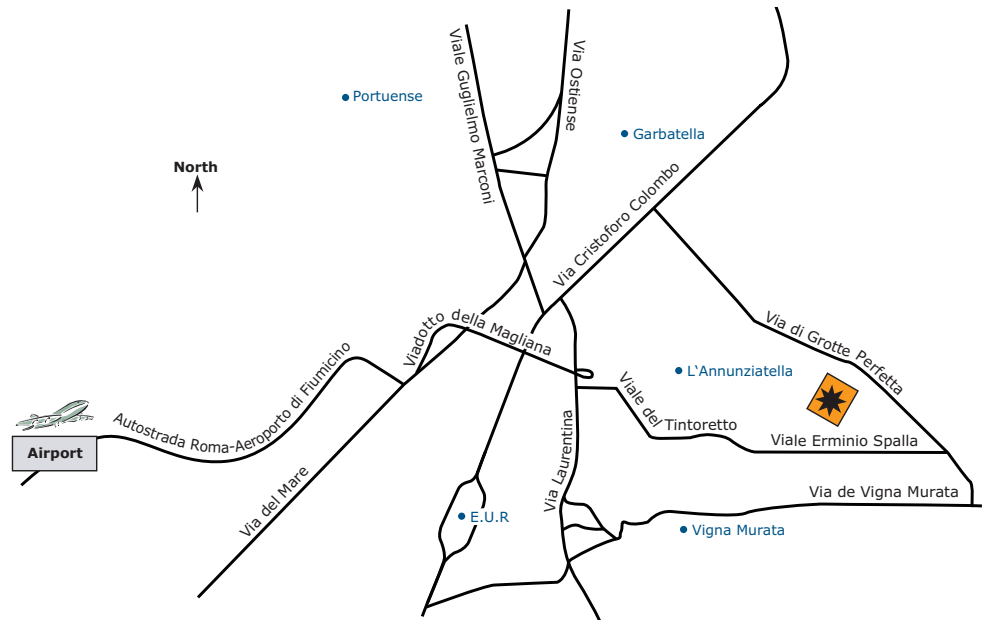 Viale Guglielmo Marconi
Via Ostiense
Portuense
Garbatella
North
Via Cristoforo Colombo
Viadotto della Magliana
Via di Grotte Perfetta
L'Annunziatella
Autostrada Roma-Aeroporto di Fiumicino
Viale del Tintoretto
Airport
Viale Erminio Spalla
Via Laurentina
Via del Mare
Via de Vigna Murata
E.U.R
Vigna Murata